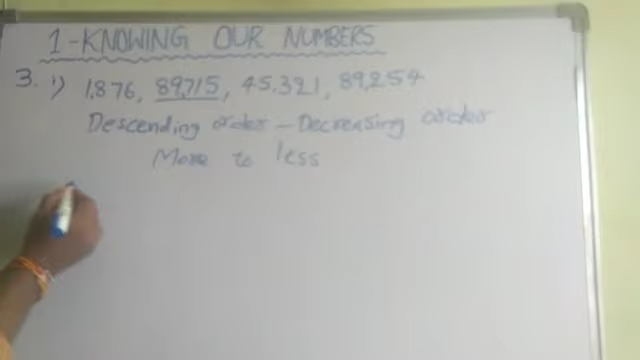 1-KNOWING OUR NUMBERS
3. i) 1,876, 89,715, 45,321, 89,254
Descending order - Decreasing order
More to less